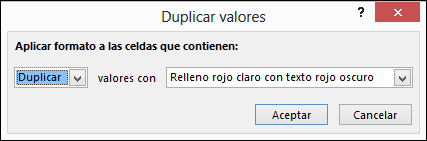 Duplicar valores
?
Aplicar formato a las celdas que contienen:
Duplicar valores con Relleno rojo claro con texto rojo oscuro
Aceptar Cancelar